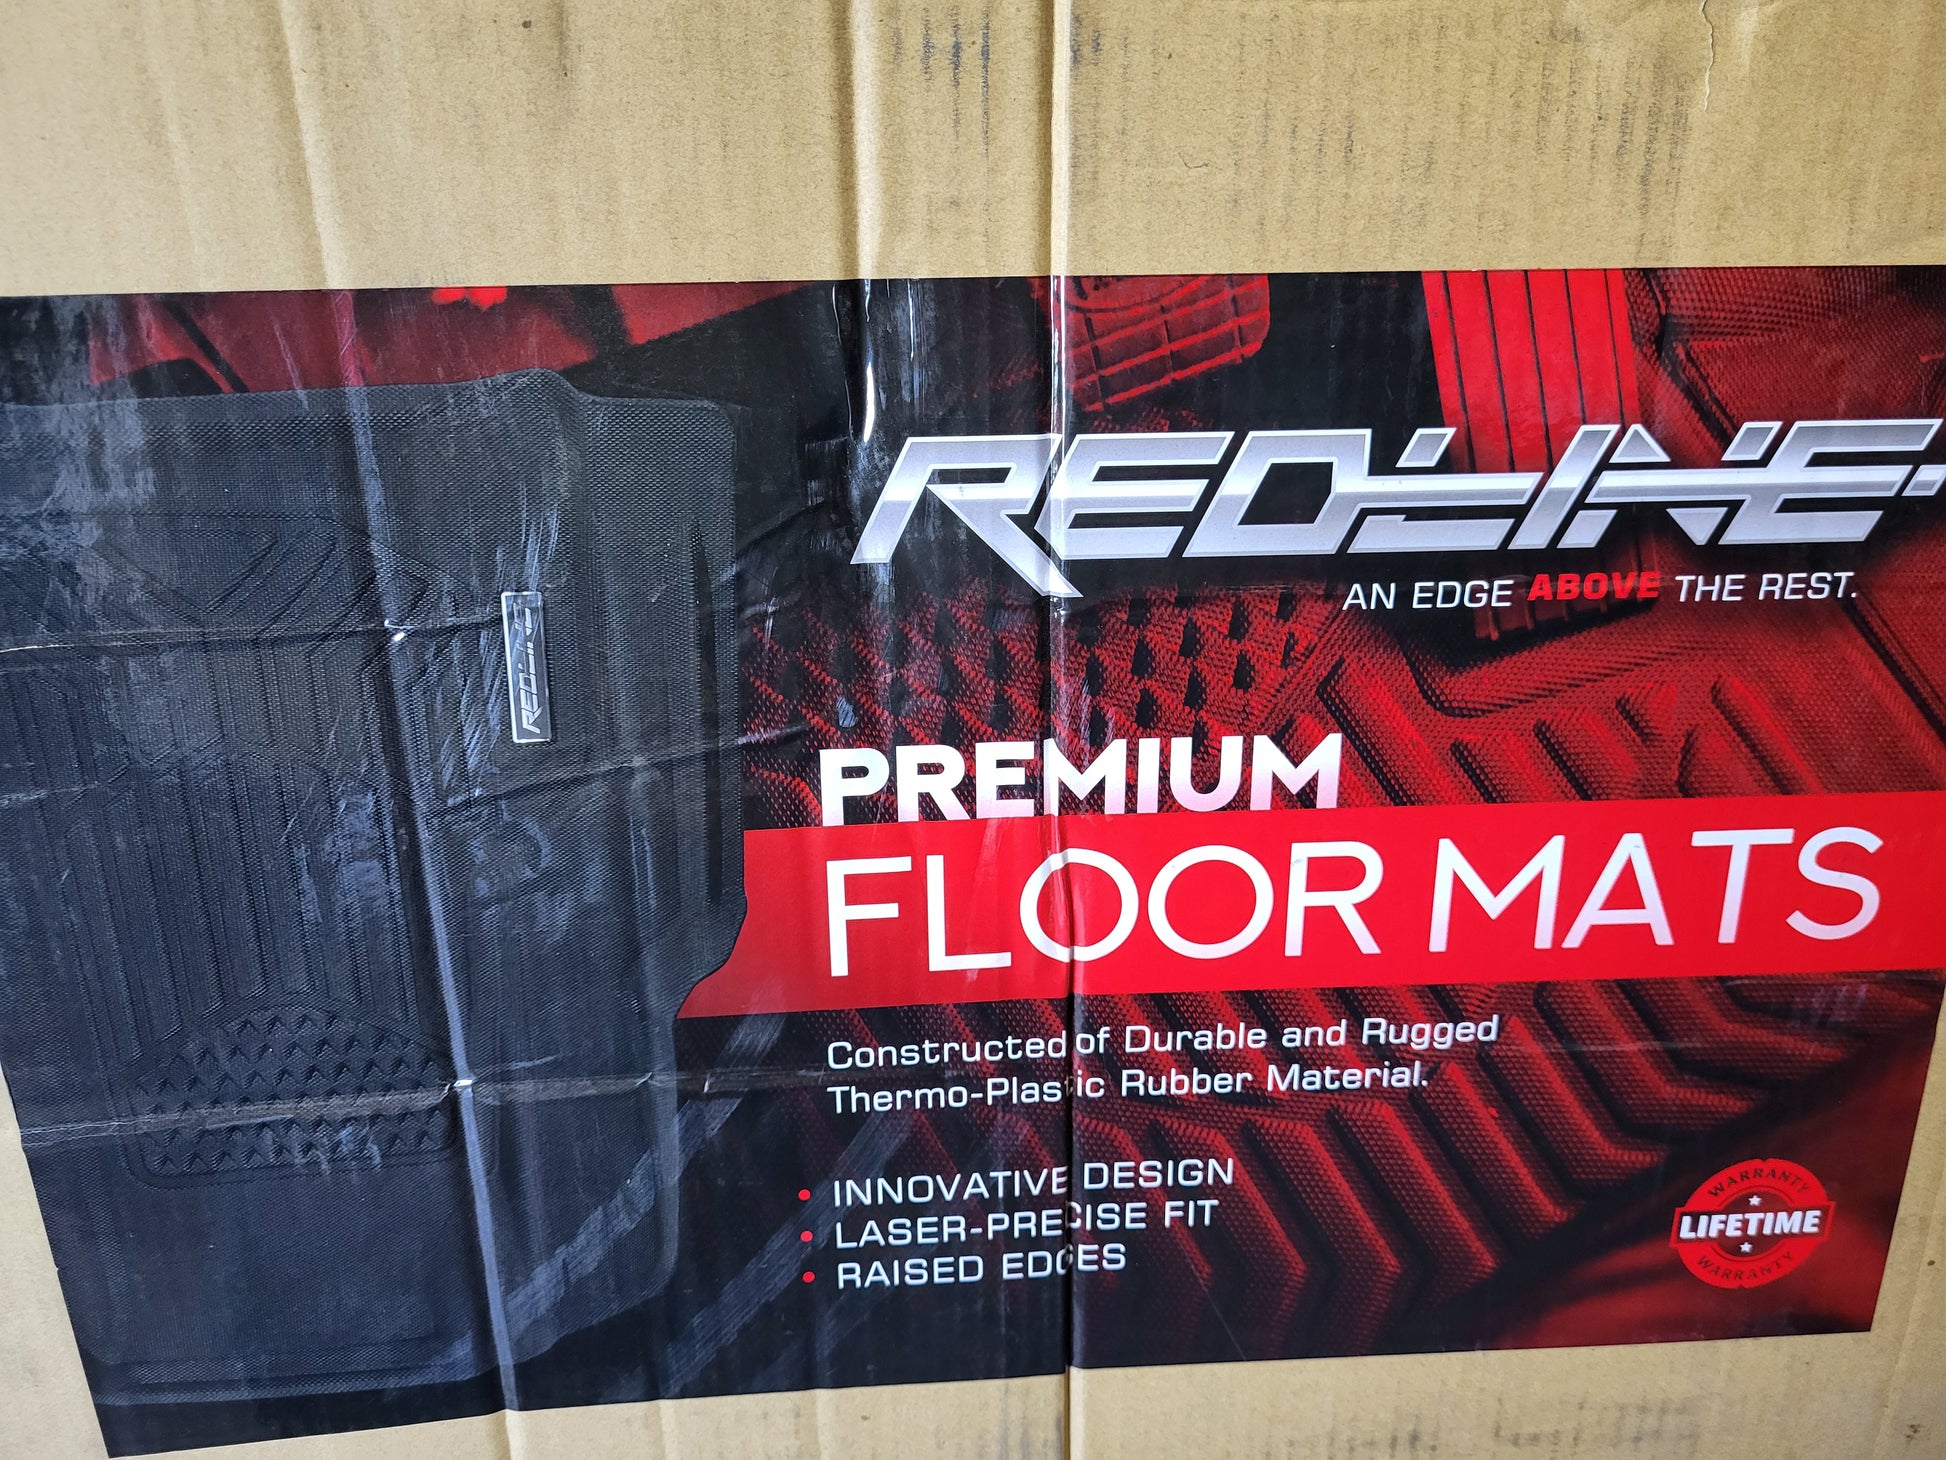 REDLINE
AN EDGE ABOVE THE REST.
REDLINE
PREMIUM
FLOOR MATS
Constructed of Durable and Rugged
Thermo-Plastic Rubber Material.
• INNOVATIVE DESIGN
• LASER-PRECISE FIT
• RAISED EDGES
WARRANTY
LIFETIME
WARRANTY